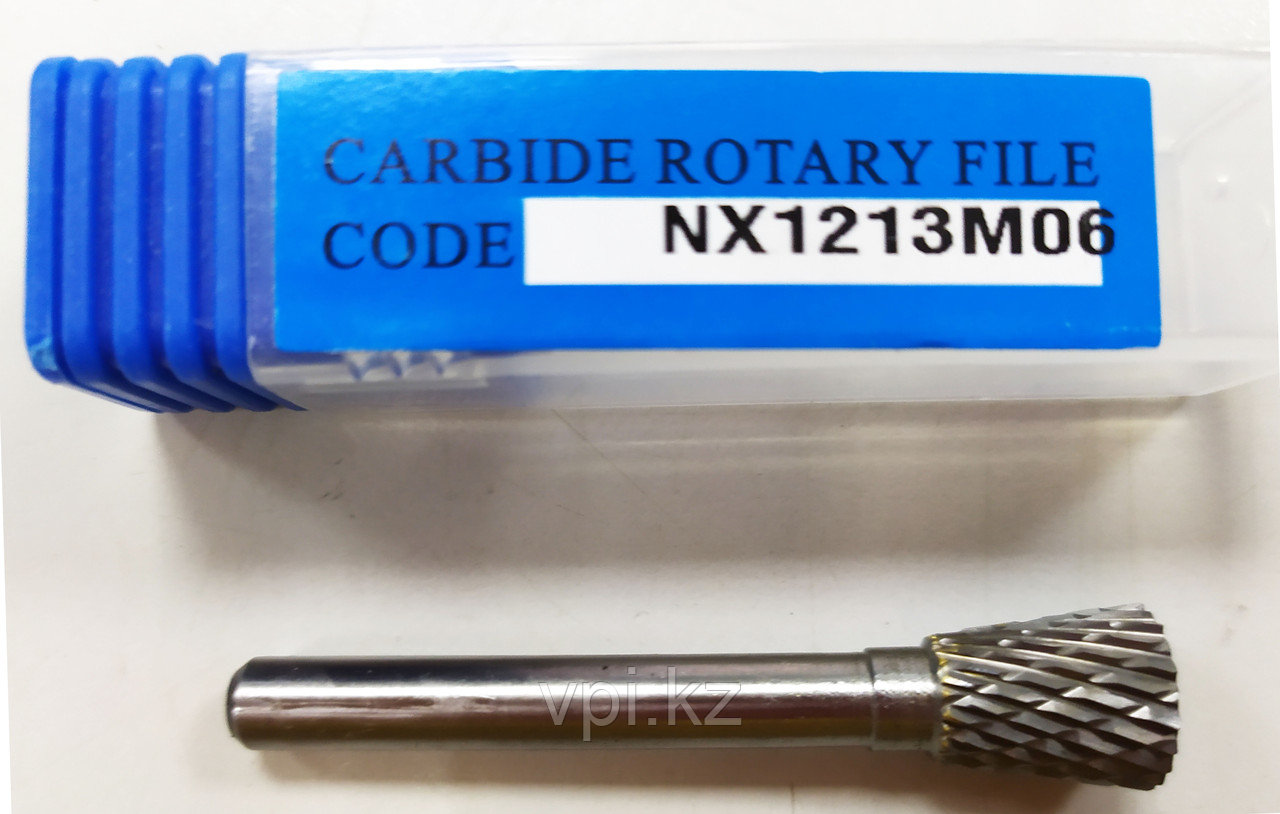 CARBIDE ROTARY FILE
CODE NX1213M06
vpi.kz